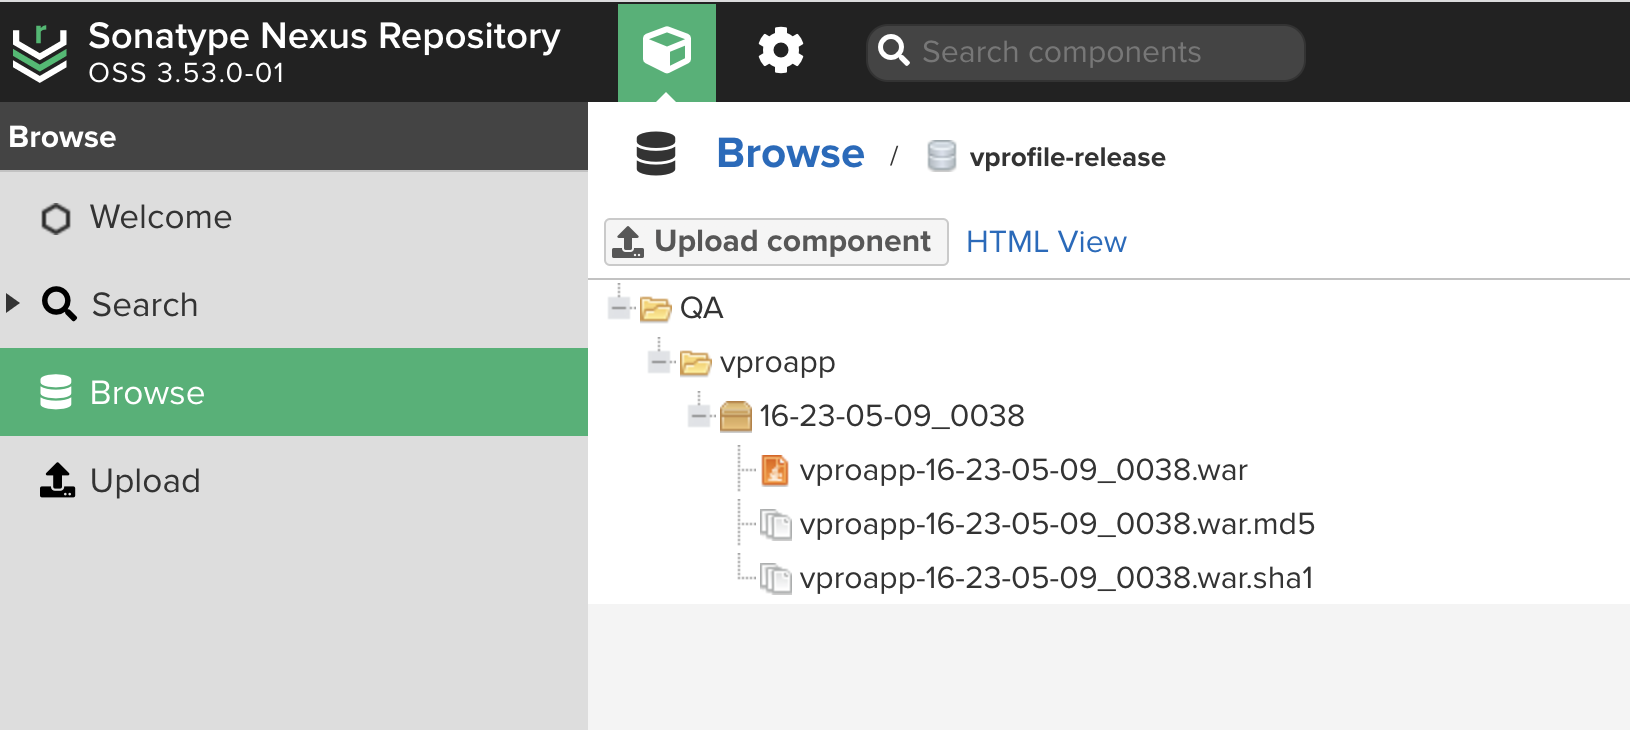 Sonatype Nexus Repository
OSS 3.53.0-01
Search components
Browse
Welcome
Search
Browse
Upload
Browse / vprofile-release
Upload component HTML View
QA
vproapp
16-23-05-09_0038
vproapp-16-23-05-09_0038.war
vproapp-16-23-05-09_0038.war.md5
vproapp-16-23-05-09_0038.war.sha1